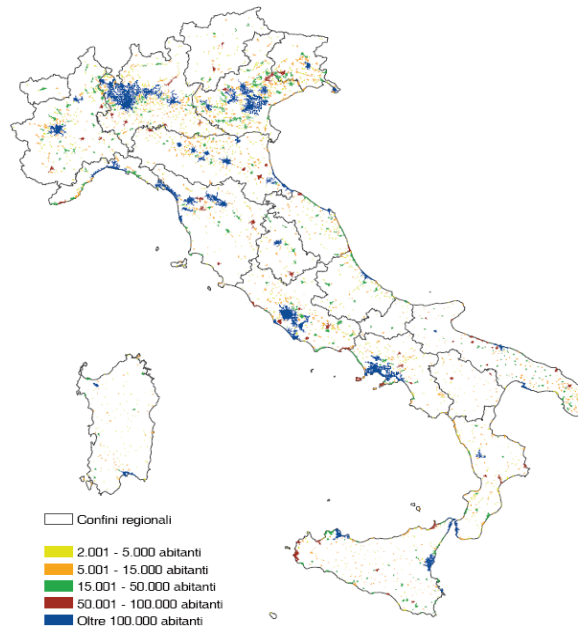 Confini regionali
2.001 - 5.000 abitanti
5.001 - 15.000 abitanti
15.001 - 50.000 abitanti
50.001 - 100.000 abitanti
Oltre 100.000 abitanti